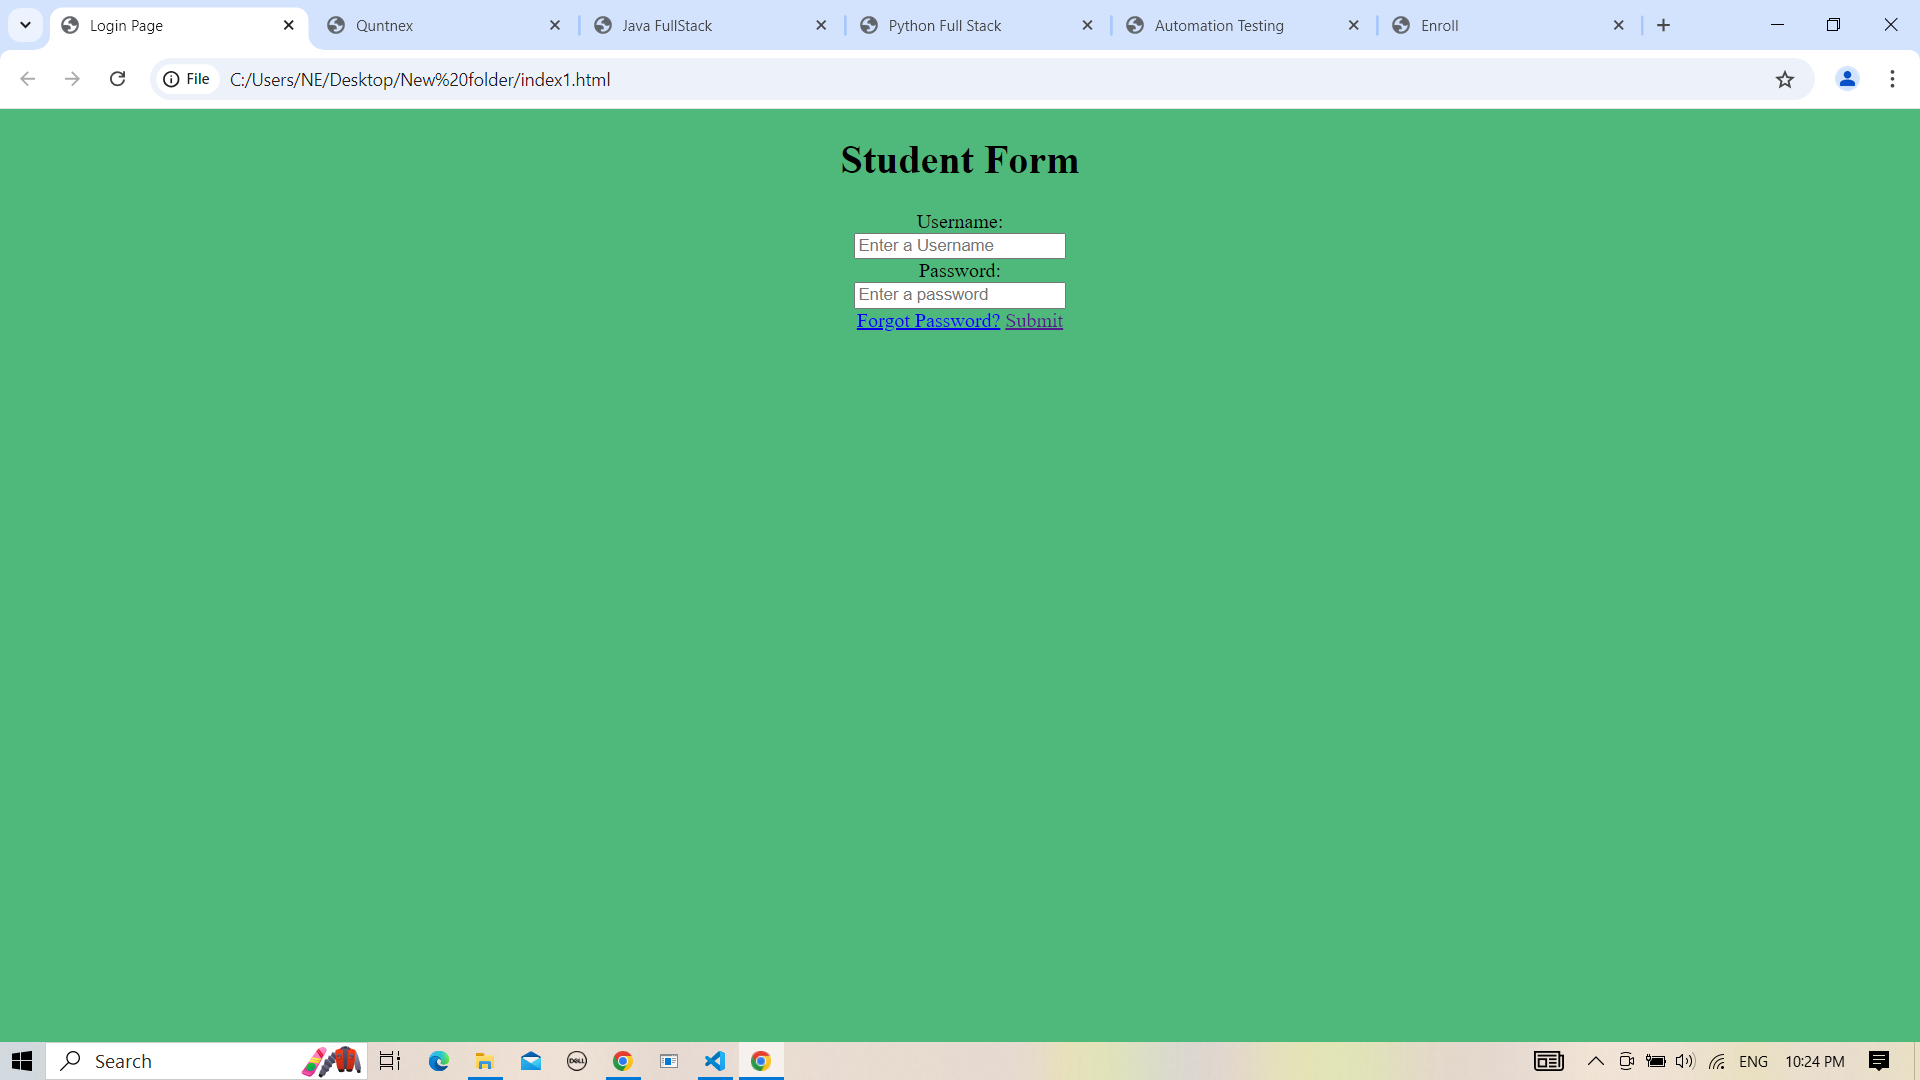 Login Page
Quntnex
Java FullStack
Python Full Stack
Automation Testing
Enroll
File
C:/Users/NE/Desktop/New%20folder/index1.html
Student Form
Username:
Enter a Username
Password:
Enter a password
Forgot Password? Submit
Search
DELL
ENG
10:24 PM